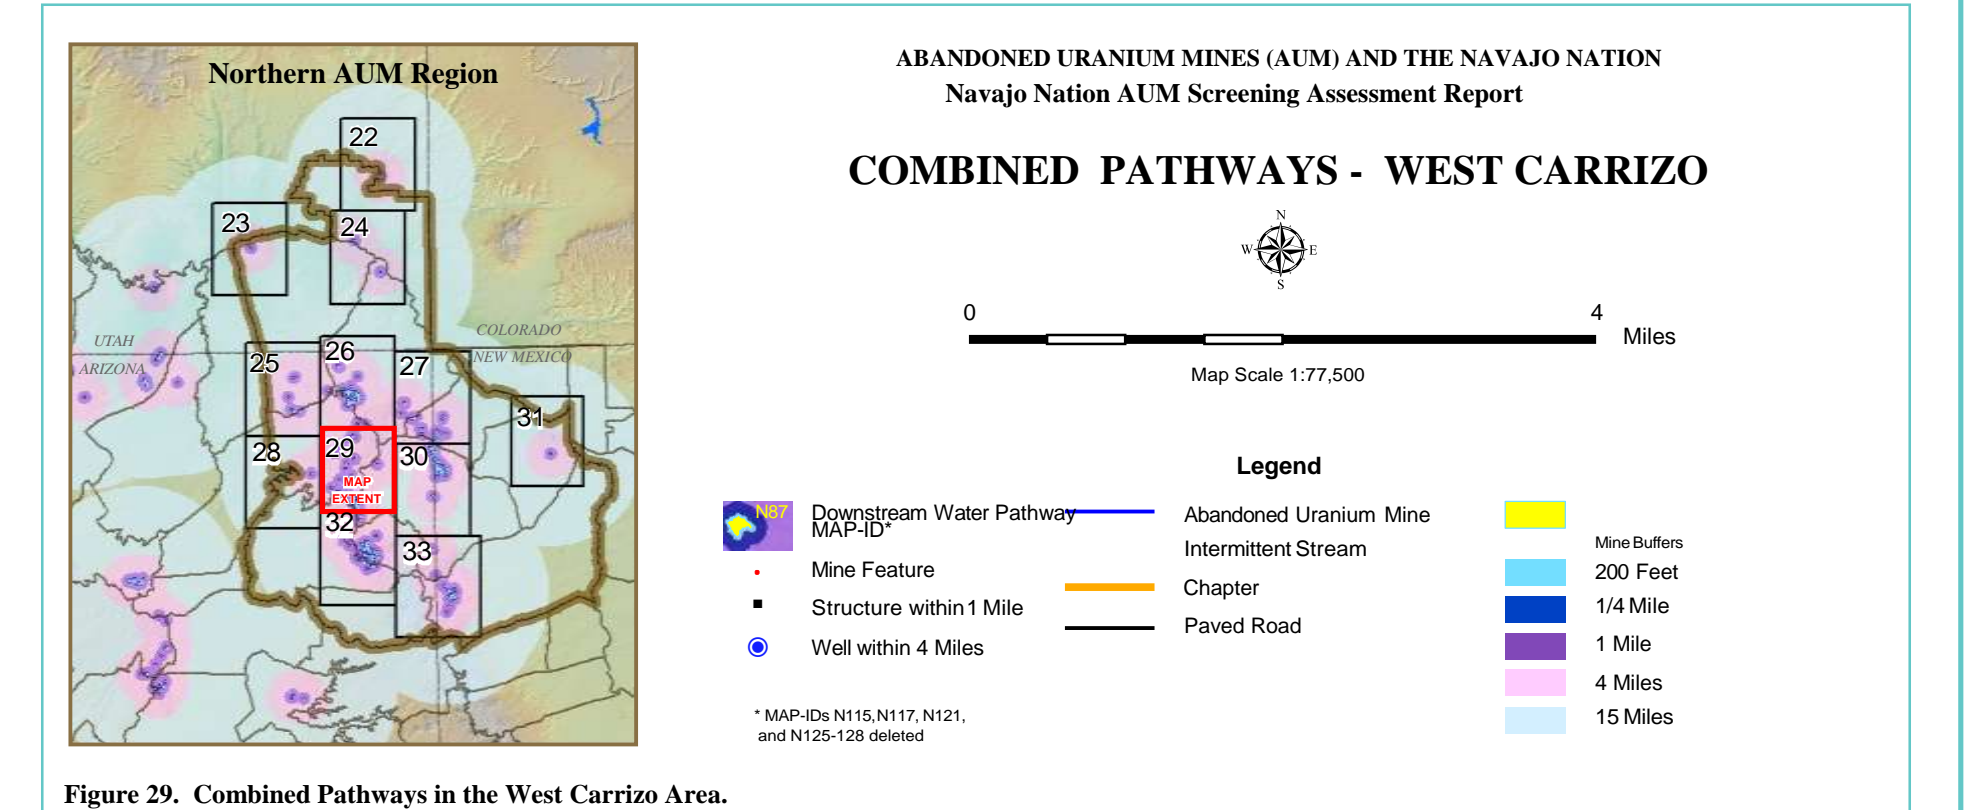 Northern AUM Region
22
23
24
UTAH
ARIZONA
COLORADO
NEW MEXICO
25
26
27
28
29
MAP
EXTENT
30
31
32
33
ABANDONED URANIUM MINES (AUM) AND THE NAVAJO NATION
Navajo Nation AUM Screening Assessment Report
COMBINED PATHWAYS - WEST CARRIZO
N
W E
S
0 4
Miles
Map Scale 1:77,500
Legend
N87
Downstream Water Pathway
MAP-ID*
Mine Feature
Structure within 1 Mile
Well within 4 Miles
Abandoned Uranium Mine
Intermittent Stream
Chapter
Paved Road
Mine Buffers
200 Feet
1/4 Mile
1 Mile
4 Miles
15 Miles
* MAP-IDs N115, N117, N121,
and N125-128 deleted
Figure 29. Combined Pathways in the West Carrizo Area.